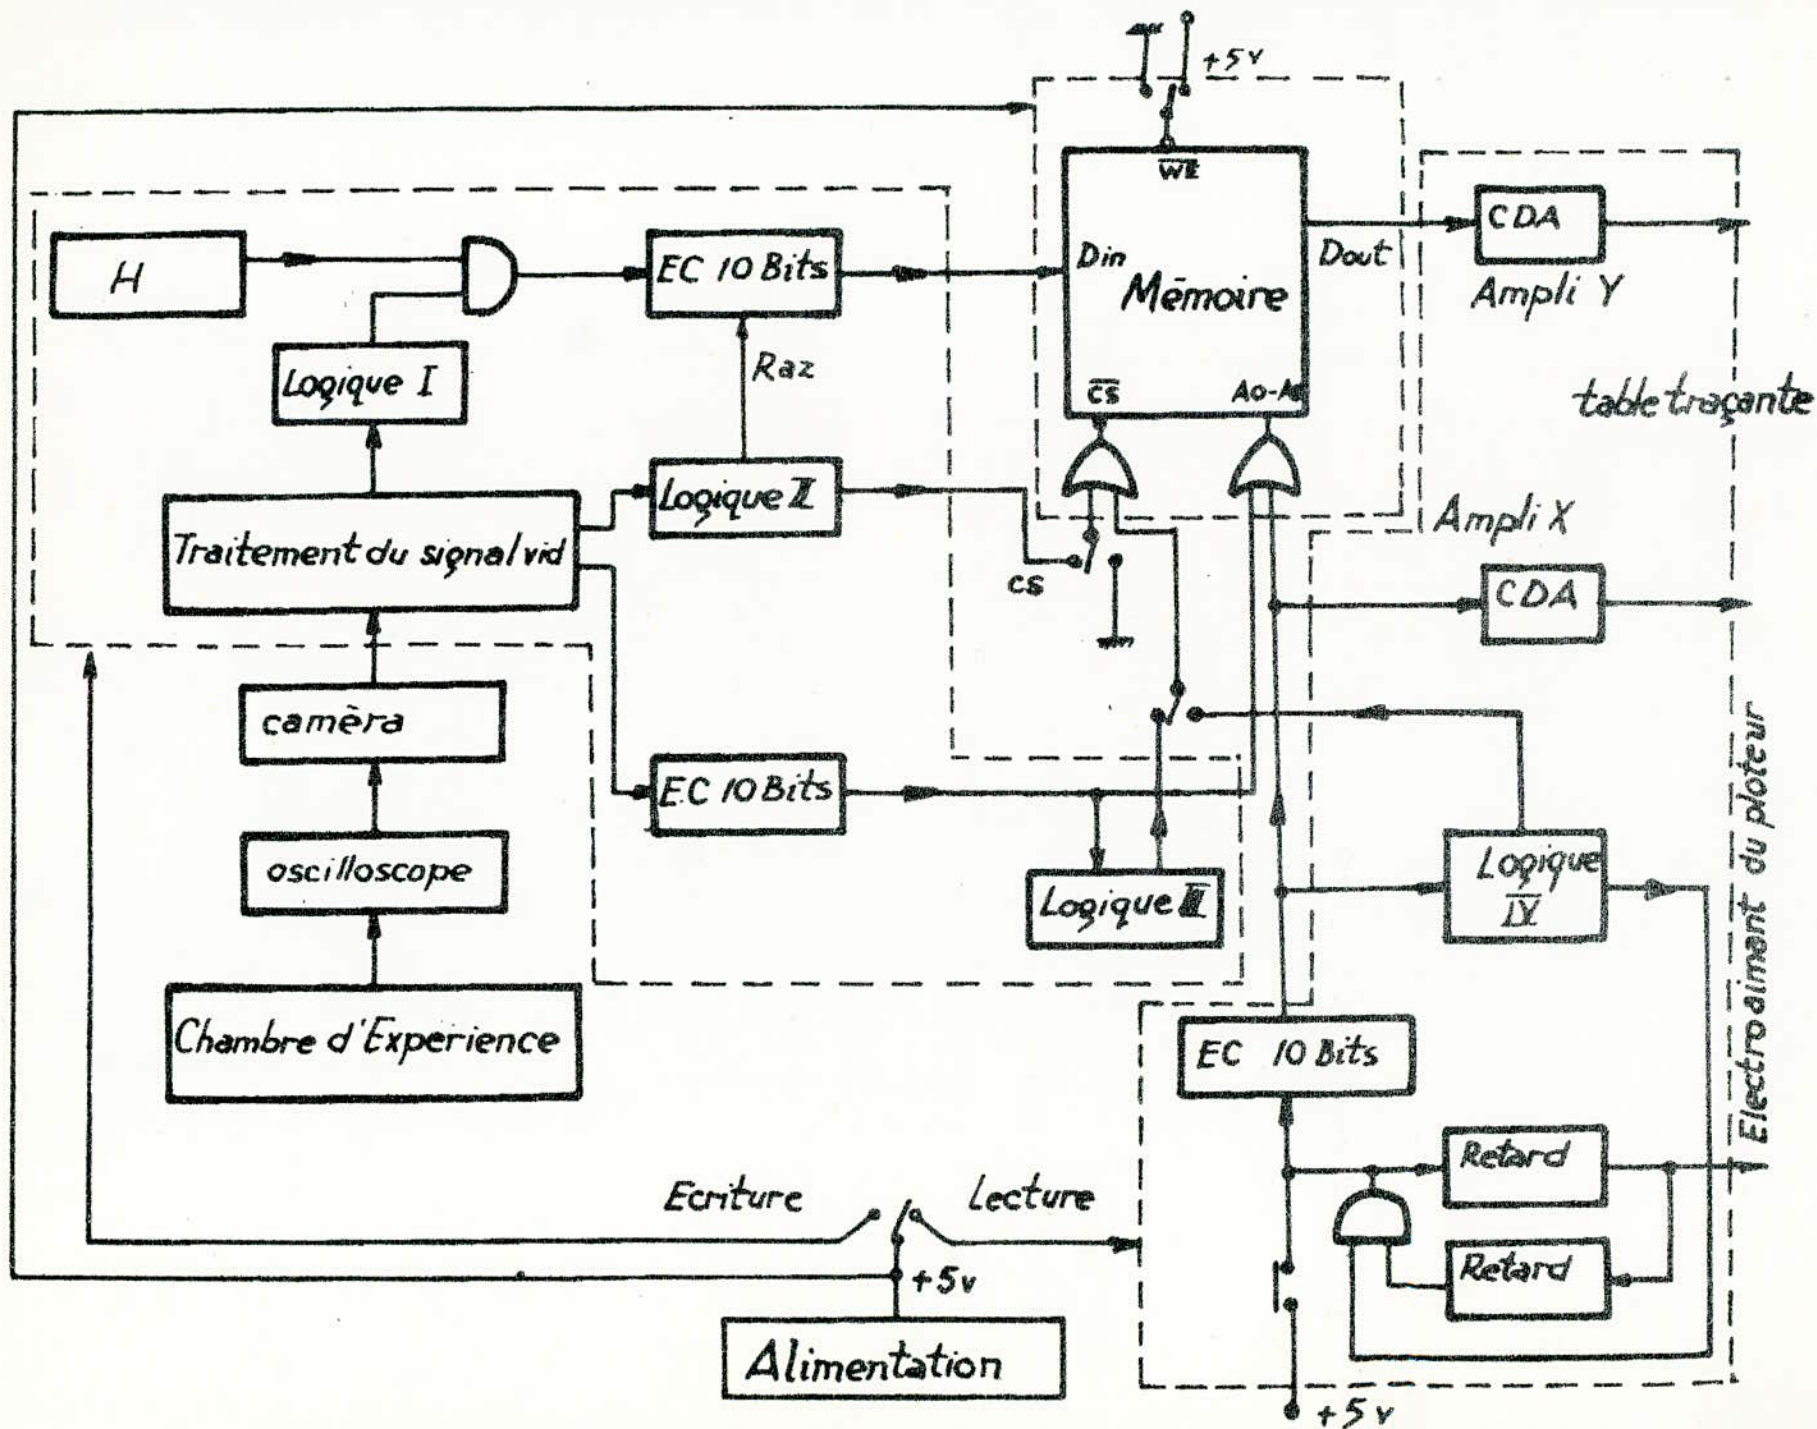 +5v
WE
H
EC 10 Bits
Din
Mémoire
Dout
CDA
Ampli Y
Logique I
Raz
CS
table traçante
Logique II
Ampli X
Traitement du signal vid
cs
CDA
caméra
EC 10 Bits
Logique IV
oscilloscope
Logique III
Electroaimant du ploteur
Chambre d'Experience
EC 10 Bits
Retard
Ecriture
Lecture
Retard
+5v
Alimentation
+5v